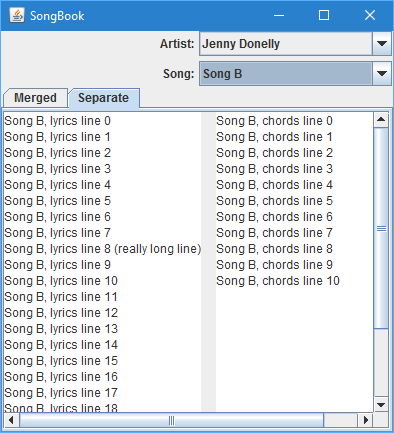 SongBook
Artist: Jenny Donelly
Song: Song B
Merged Separate
Song B, lyrics line 0 Song B, chords line 0
Song B, lyrics line 1 Song B, chords line 1
Song B, lyrics line 2 Song B, chords line 2
Song B, lyrics line 3 Song B, chords line 3
Song B, lyrics line 4 Song B, chords line 4
Song B, lyrics line 5 Song B, chords line 5
Song B, lyrics line 6 Song B, chords line 6
Song B, lyrics line 7 Song B, chords line 7
Song B, lyrics line 8 (really long line) Song B, chords line 8
Song B, lyrics line 9 Song B, chords line 9
Song B, lyrics line 10 Song B, chords line 10
Song B, lyrics line 11
Song B, lyrics line 12
Song B, lyrics line 13
Song B, lyrics line 14
Song B, lyrics line 15
Song B, lyrics line 16
Song B, lyrics line 17
Song B, lyrics line 18